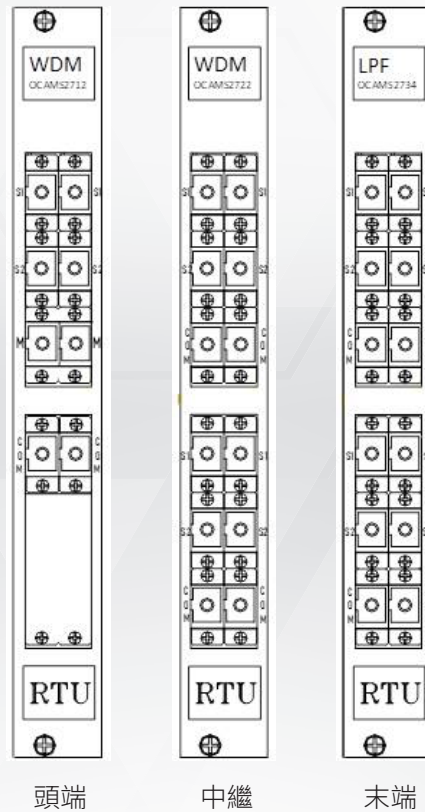 WDM
OCAMS2712
S1
S2 S2
M M
COM COM
RTU
頭端
WDM
OCAMS2722
S1 S1
S2 S2
COM COM
S1 S1
S2 S2
COM COM
RTU
中繼
LPF
OCAMS2734
S1
S2
COM
S1
S2
COM
RTU
末端